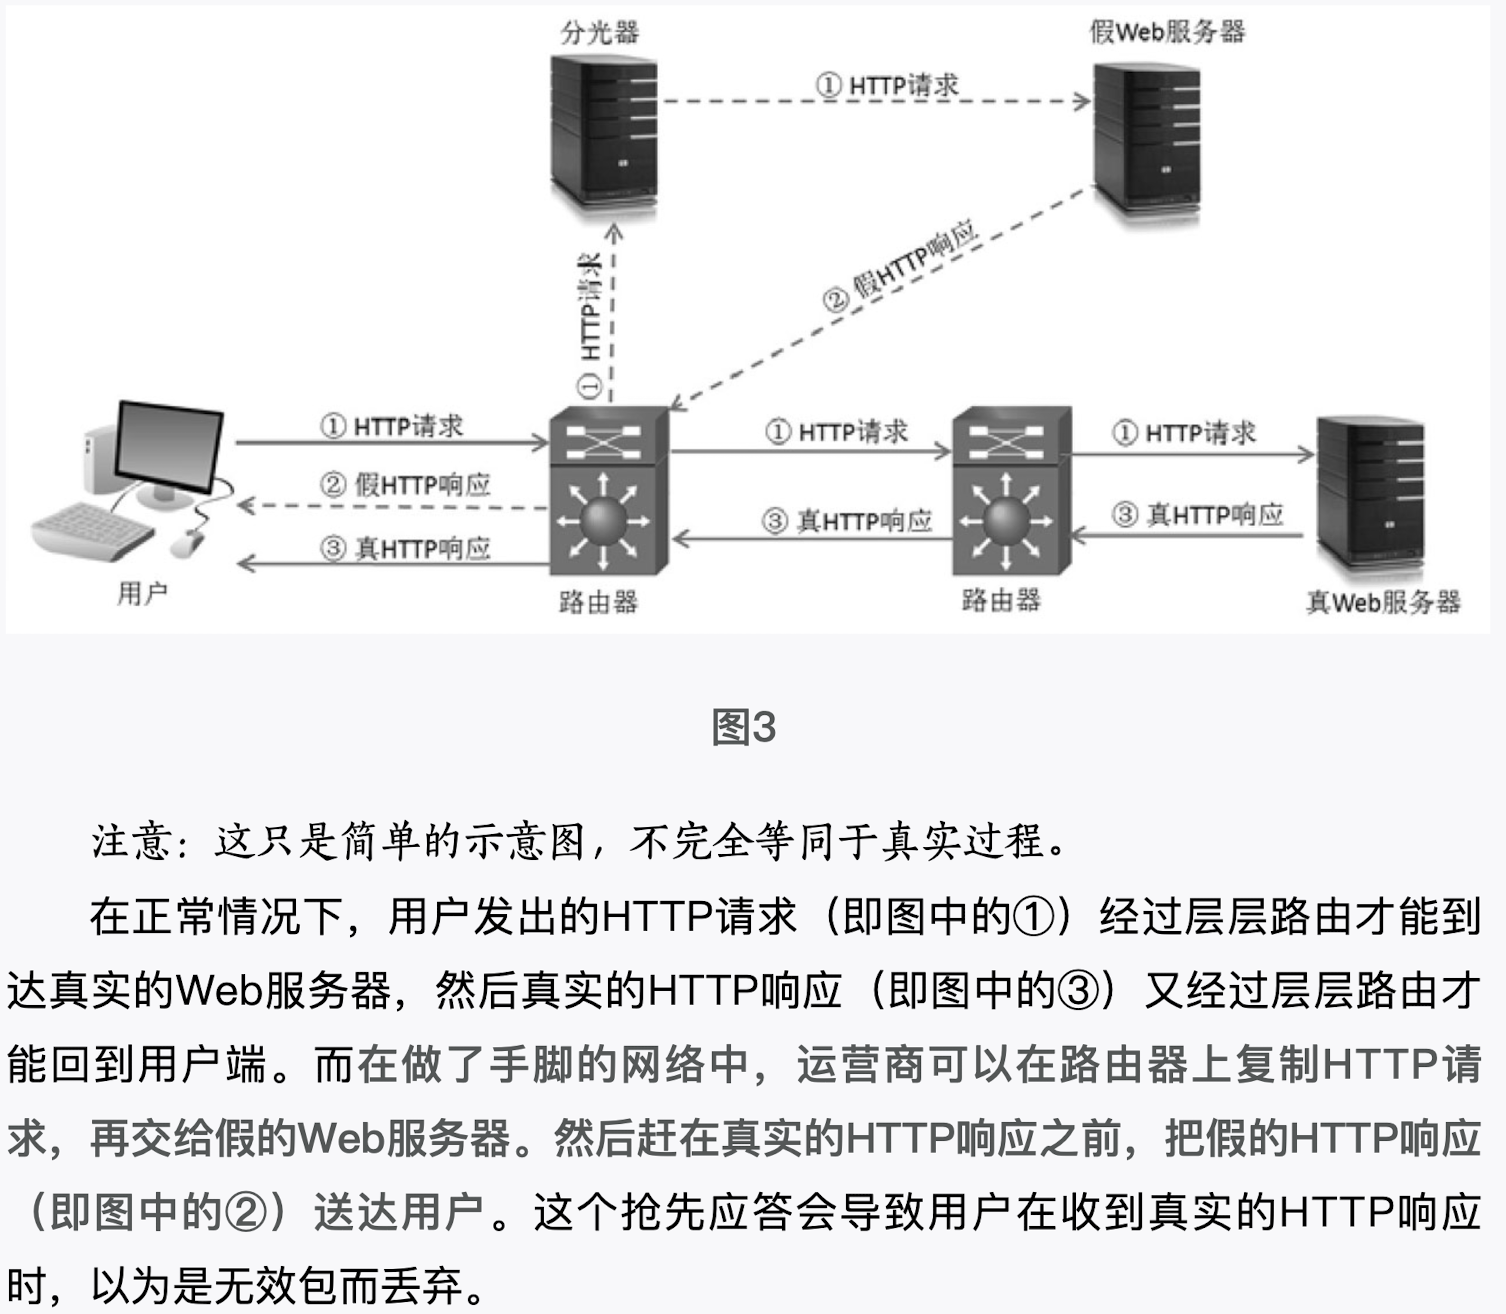 分光器
假Web服务器
① HTTP请求
① HTTP请求
② 假HTTP响应
① HTTP请求
① HTTP请求
① HTTP请求
② 假HTTP响应
③ 真HTTP响应
③ 真HTTP响应
③ 真HTTP响应
用户
路由器
路由器
真Web服务器
图3
注意：这只是简单的示意图，不完全等同于真实过程。
在正常情况下，用户发出的HTTP请求（即图中的①）经过层层路由才能到
达真实的Web服务器，然后真实的HTTP响应（即图中的③）又经过层层路由才
能回到用户端。而在做了手脚的网络中，运营商可以在路由器上复制HTTP请
求，再交给假的Web服务器。然后赶在真实的HTTP响应之前，把假的HTTP响应
（即图中的②）送达用户。这个抢先应答会导致用户在收到真实的HTTP响应
时，以为是无效包而丢弃。